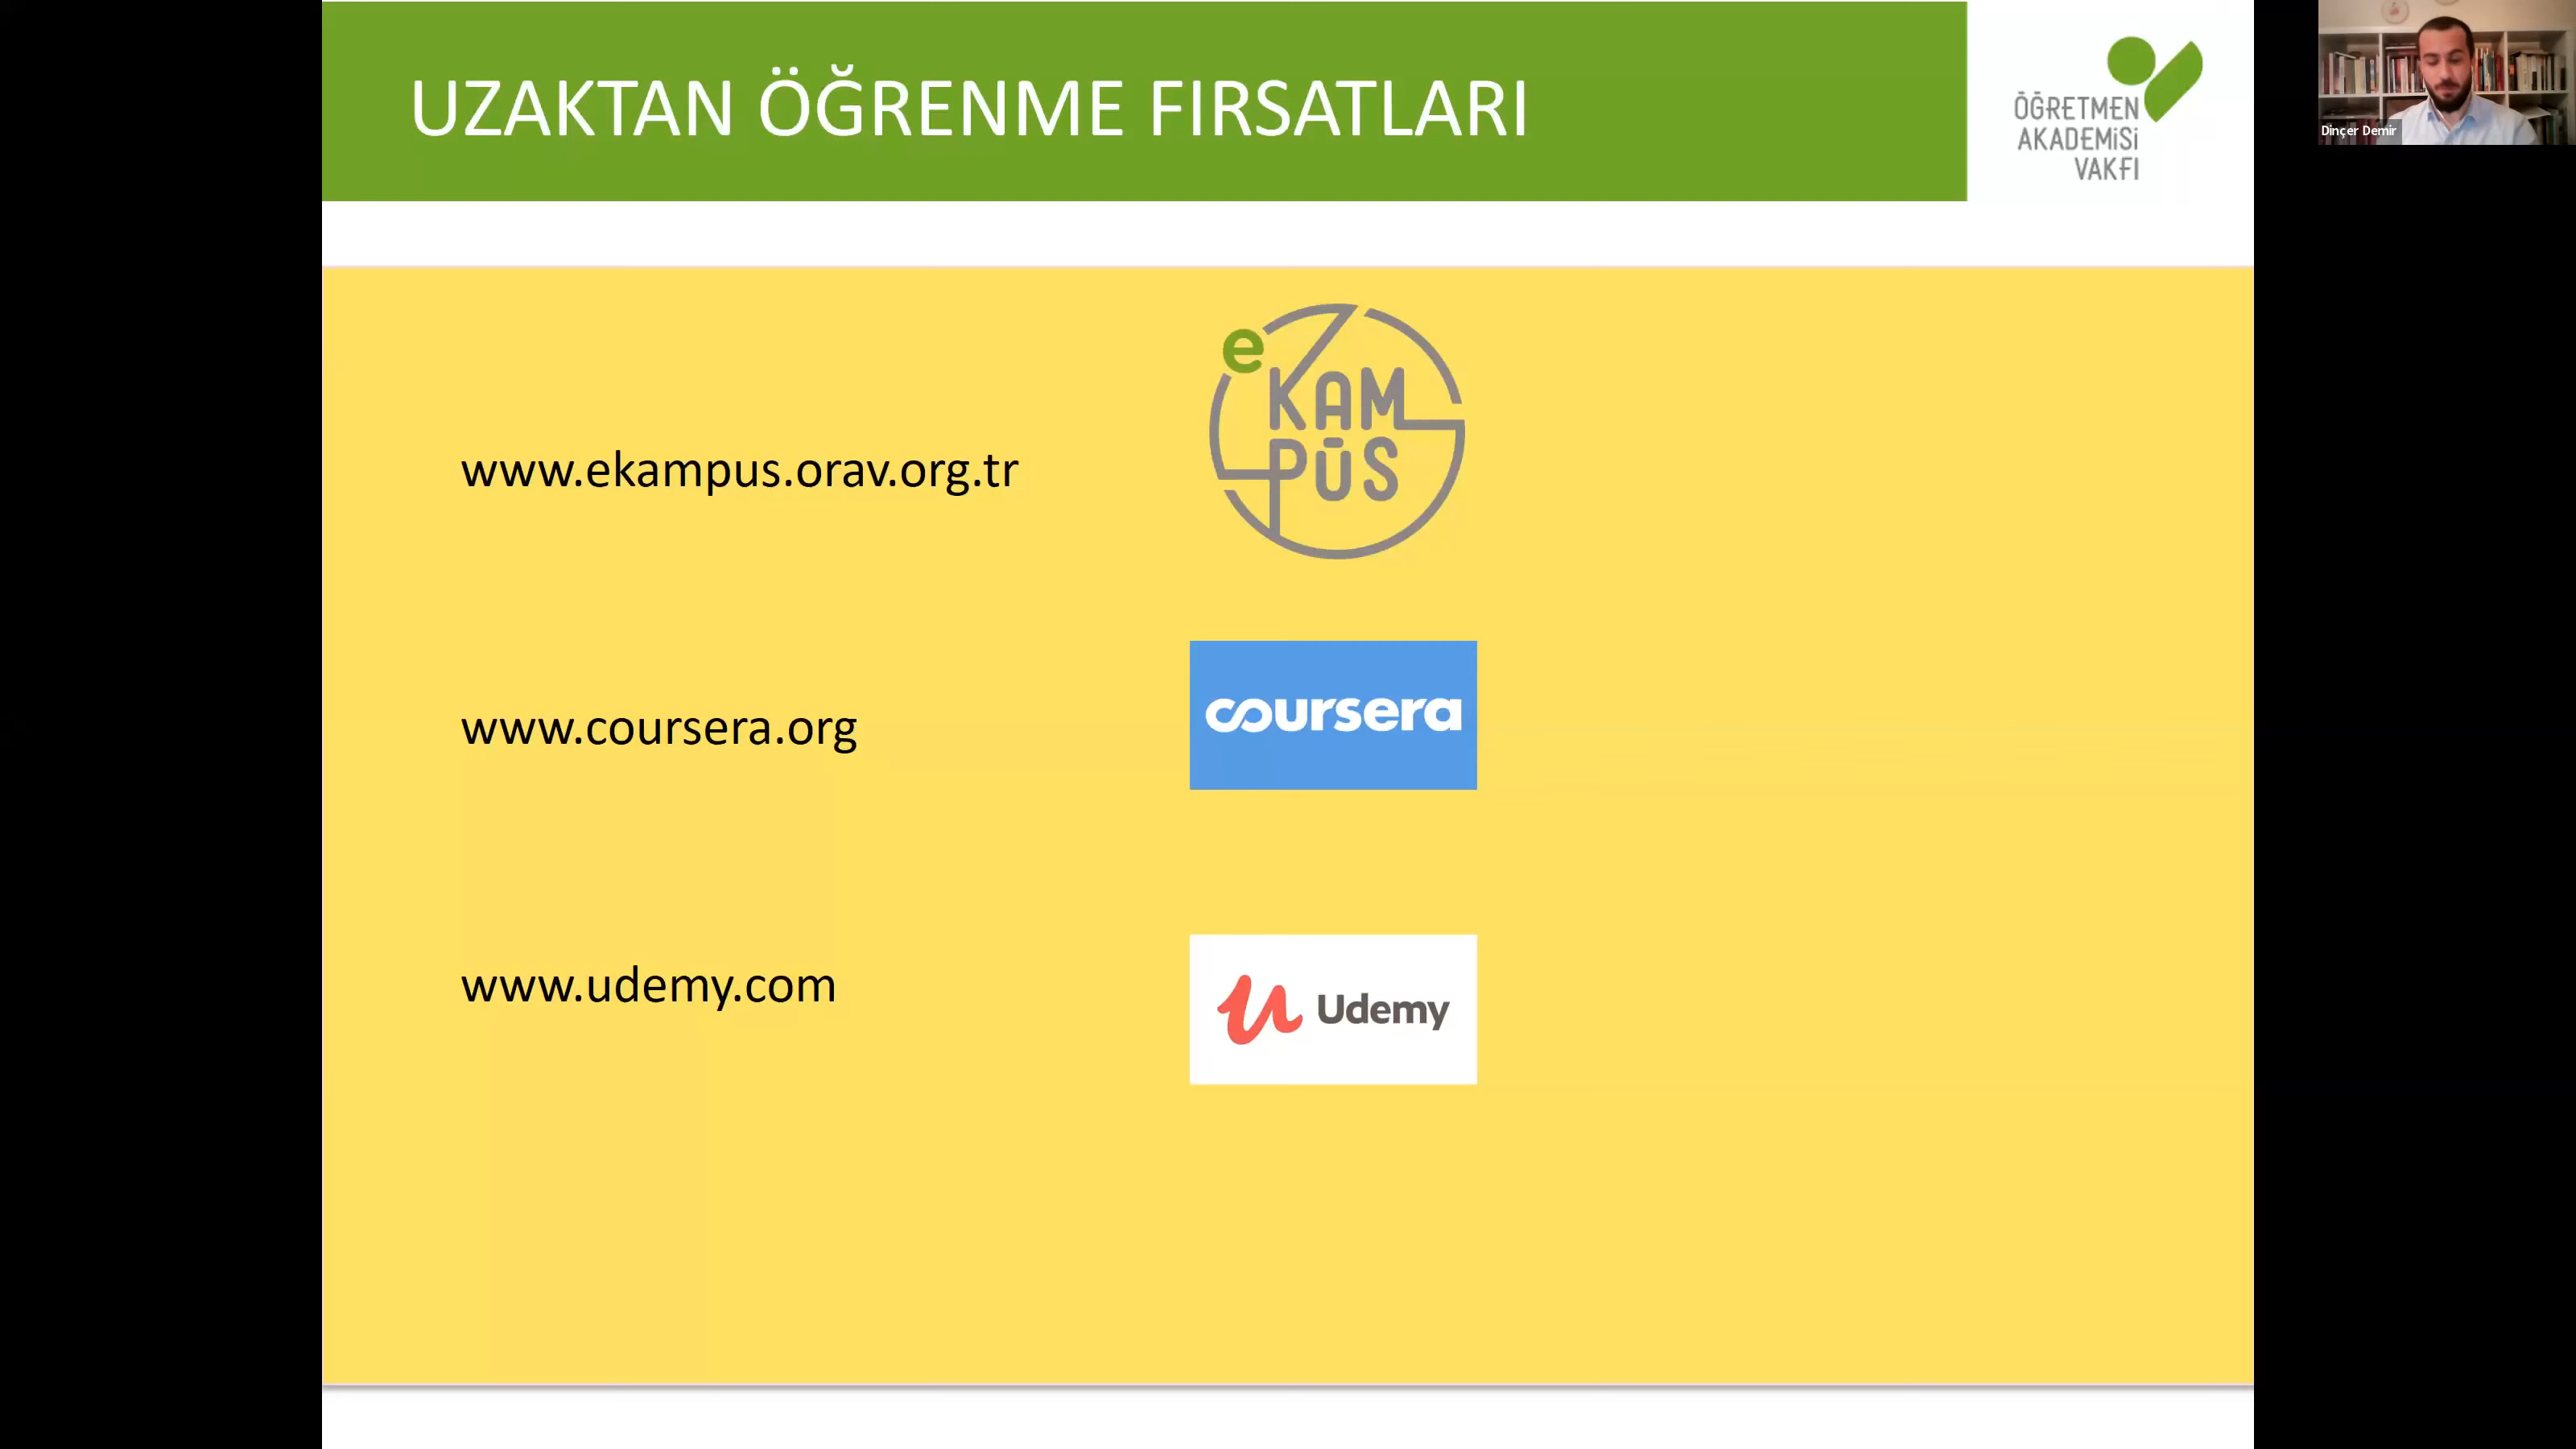 UZAKTAN ÖĞRENME FIRSATLARI
ÖĞRETMEN
AKADEMİSİ
VAKFI
Dinçer Demir
www.ekampus.orav.org.tr
e
KAM
PÜS
www.coursera.org
coursera
www.udemy.com
Udemy